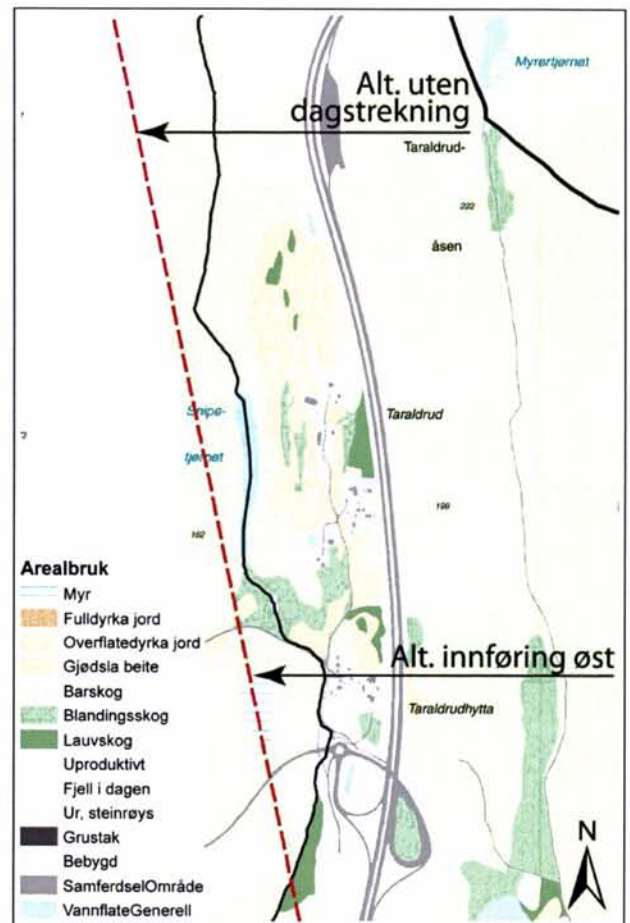 Myrertjernet
Alt. uten
dagstrekning
Taraldrud-
222
åsen
Snipe-
tjernet
Taraldrud
199
162
Arealbruk
Myr
Fulldyrka jord
Overflatedyrka jord
Gjødsla beite
Barskog
Blandingsskog
Lauvskog
Uproduktivt
Fjell i dagen
Ur, steinrøys
Grustak
Bebygd
SamferdselOmråde
VannflateGenerell
Alt. innføring øst
Taraldrudhytta
N